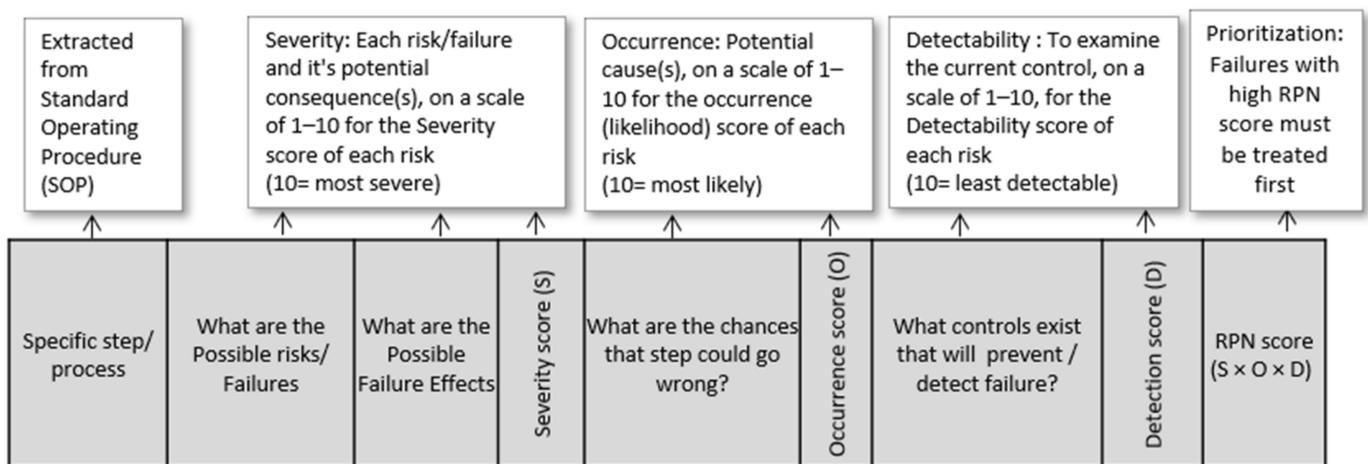 Extracted
from
Standard
Operating
Procedure
(SOP)
Severity: Each risk/failure
and it's potential
consequence(s), on a scale
of 1–10 for the Severity
score of each risk
(10= most severe)
Occurrence: Potential
cause(s), on a scale of 1–
10 for the occurrence
(likelihood) score of each
risk
(10= most likely)
Detectability : To examine
the current control, on a
scale of 1–10, for the
Detectability score of
each risk
(10= least detectable)
Prioritization:
Failures with
high RPN
score must
be treated
first
Specific step/
process
What are the
Possible risks/
Failures
What are the
Possible
Failure Effects
Severity score (S)
What are the chances
that step could go
wrong?
Occurrence score (O)
What controls exist
that will prevent /
detect failure?
Detection score (D)
RPN score
(S × O × D)